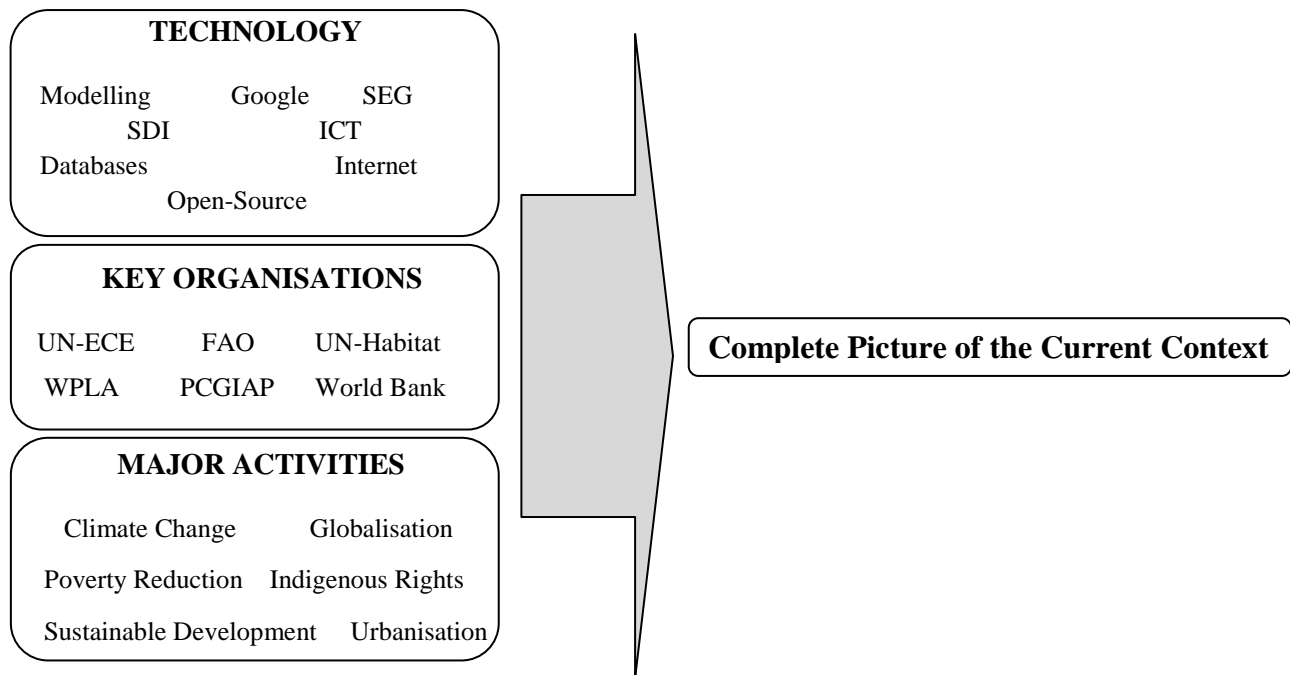 TECHNOLOGY
Modelling Google SEG
SDI ICT
Databases Internet
Open-Source
KEY ORGANISATIONS
UN-ECE FAO UN-Habitat
WPLA PCGIAP World Bank
MAJOR ACTIVITIES
Climate Change Globalisation
Poverty Reduction Indigenous Rights
Sustainable Development Urbanisation
Complete Picture of the Current Context